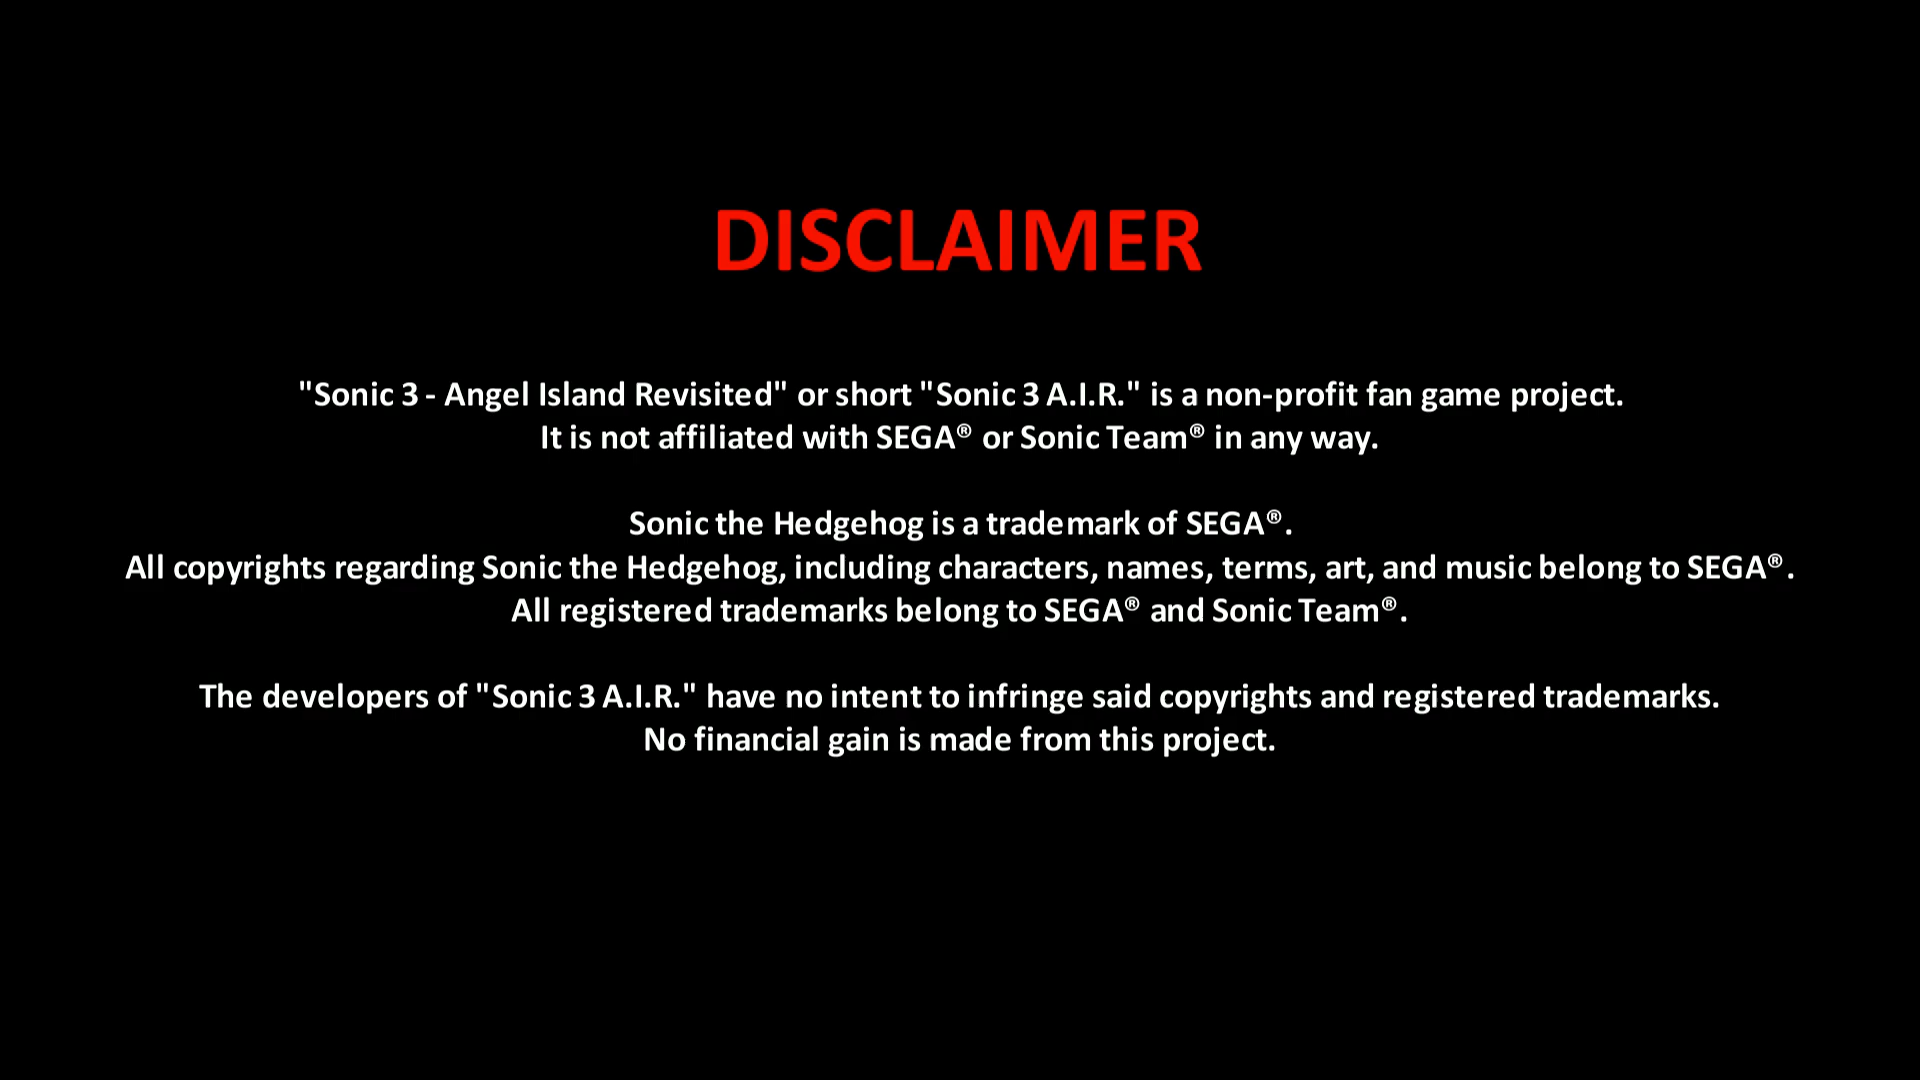 DISCLAIMER
"Sonic 3 - Angel Island Revisited" or short "Sonic 3 A.I.R." is a non-profit fan game project.
It is not affiliated with SEGA® or Sonic Team® in any way.
Sonic the Hedgehog is a trademark of SEGA®.
All copyrights regarding Sonic the Hedgehog, including characters, names, terms, art, and music belong to SEGA®.
All registered trademarks belong to SEGA® and Sonic Team®.
The developers of "Sonic 3 A.I.R." have no intent to infringe said copyrights and registered trademarks.
No financial gain is made from this project.